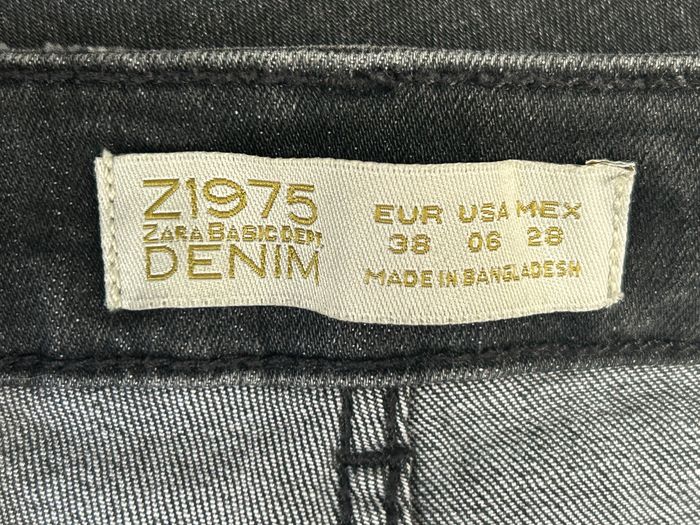 Z1975
ZARA BASIC DEPT
DENIM
EUR USA MEX
38 06 28
MADE IN BANGLADESH